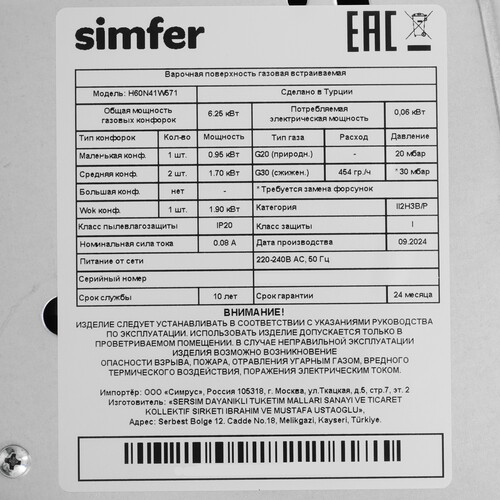 simfer EAC
Варочная поверхность газовая встраиваемая
Модель: H60N41W571 Сделано в Турции
Общая мощность газовых конфорок 6.25 кВт Потребляемая электрическая мощность 0,06 кВт
Тип конфорок Кол-во Мощность Тип газа Расход Давление
Маленькая конф. 1 шт. 0.95 кВт G20 (природн.) - 20 мбар
Средняя конф. 2 шт. 1.70 кВт G30 (сжижен.) 454 гр/ч *30 мбар
Большая конф. нет - * Требуется замена форсунок
Wok конф. 1 шт. 1.90 кВт Категория II2H3B/P
Класс пылевлагозащиты IP20 Класс защиты I
Номинальная сила тока 0.08 А Дата производства 09.2024
Питание от сети 220-240В АС, 50 Гц
Серийный номер
Срок службы 10 лет Срок гарантии 24 месяца
ВНИМАНИЕ!
ИЗДЕЛИЕ СЛЕДУЕТ УСТАНАВЛИВАТЬ В СООТВЕТСТВИИ С УКАЗАНИЯМИ РУКОВОДСТВА
ПО ЭКСПЛУАТАЦИИ. ИСПОЛЬЗОВАТЬ ИЗДЕЛИЕ ДОПУСКАЕТСЯ ТОЛЬКО В
ПРОВЕТРИВАЕМОМ ПОМЕЩЕНИИ. В СЛУЧАЕ НЕПРАВИЛЬНОЙ ЭКСПЛУАТАЦИИ
ИЗДЕЛИЯ ВОЗМОЖНО ВОЗНИКНОВЕНИЕ
ОПАСНОСТИ ВЗРЫВА, ПОЖАРА, ОТРАВЛЕНИЯ УГАРНЫМ ГАЗОМ, ВРЕДНОГО
ТЕРМИЧЕСКОГО ВОЗДЕЙСТВИЯ, ПОРАЖЕНИЯ ЭЛЕКТРИЧЕСКИМ ТОКОМ.
Импортёр: ООО «Симрус», Россия 105318, г. Москва, ул.Ткацкая, д.5, стр.7, эт. 2
Изготовитель: «SERSIM DAYANIKLI TUKETIM MALLARI SANAYI VE TICARET
KOLLEKTIF SIRKETI IBRAHIM VE MUSTAFA USTAOGLU»,
Адрес: Serbest Bolge 12. Cadde No.18, Melikgazi, Kayseri, Türkiye.